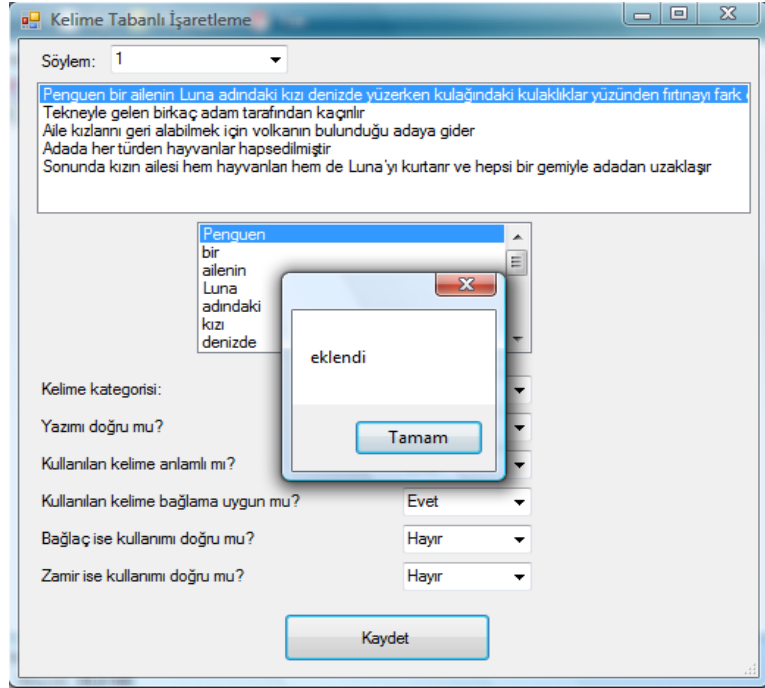 Kelime Tabanlı İşaretleme
Söylem: 1
Penguen bir ailenin Luna adındaki kızı denizde yüzerken kulağındaki kulaklıklar yüzünden fırtınayı fark
Tekneyle gelen birkaç adam tarafından kaçırılır
Aile kızlarını geri alabilmek için volkanın bulunduğu adaya gider
Adada her türden hayvanlar hapsedilmiştir
Sonunda kızın ailesi hem hayvanları hem de Luna'yı kurtarır ve hepsi bir gemiyle adadan uzaklaşır
Penguen
bir
ailenin
Luna
adındaki
kızı
denizde
eklendi
Tamam
Kelime kategorisi:
Yazımı doğru mu?
Kullanılan kelime anlamlı mı?
Kullanılan kelime bağlama uygun mu? Evet
Bağlaç ise kullanımı doğru mu? Hayır
Zamir ise kullanımı doğru mu? Hayır
Kaydet